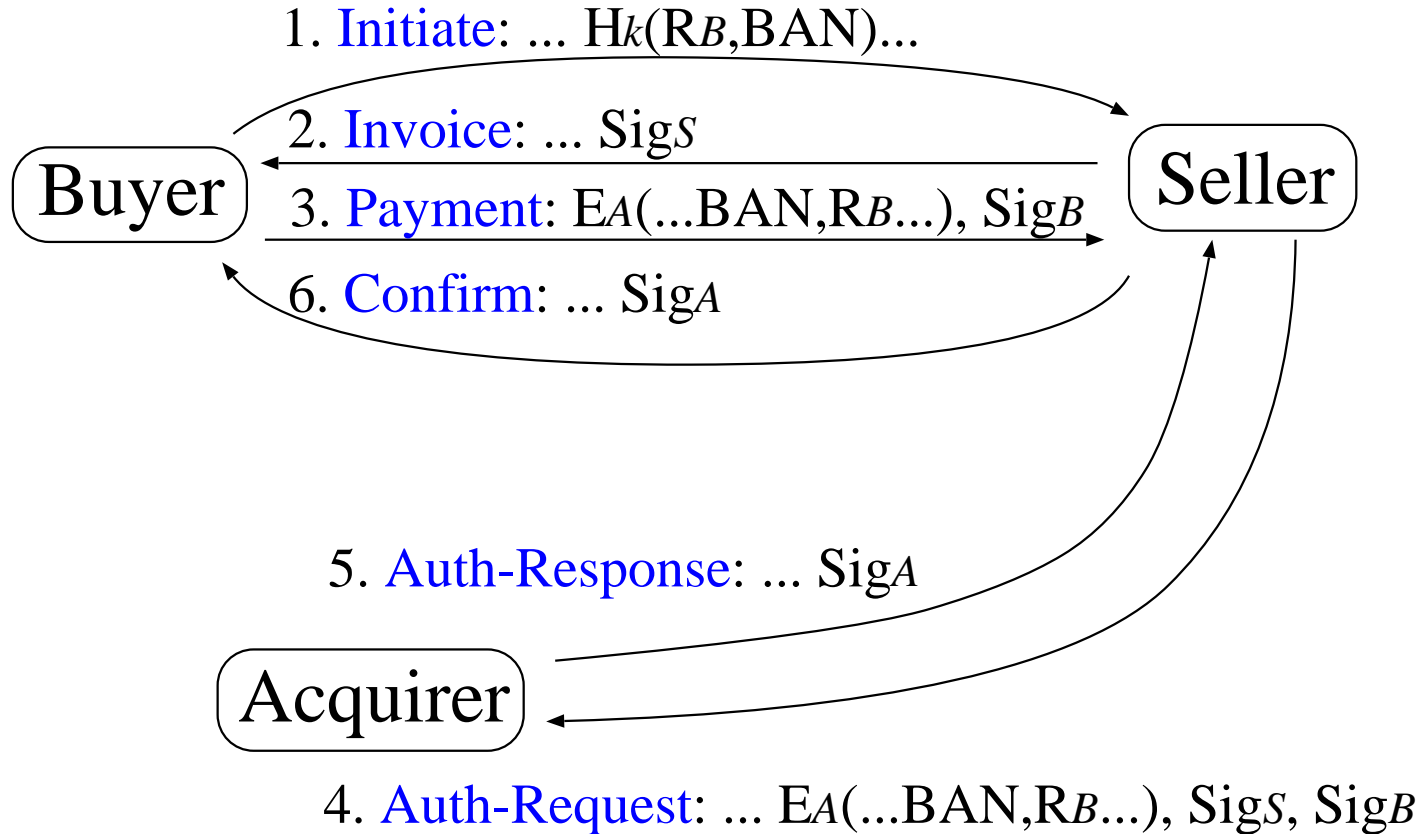 1. Initiate: ... Hk(RB,BAN)...
2. Invoice: ... SigS
Buyer
Seller
3. Payment: EA(...BAN,RB...), SigB
6. Confirm: ... SigA
5. Auth-Response: ... SigA
Acquirer
4. Auth-Request: ... EA(...BAN,RB...), SigS, SigB